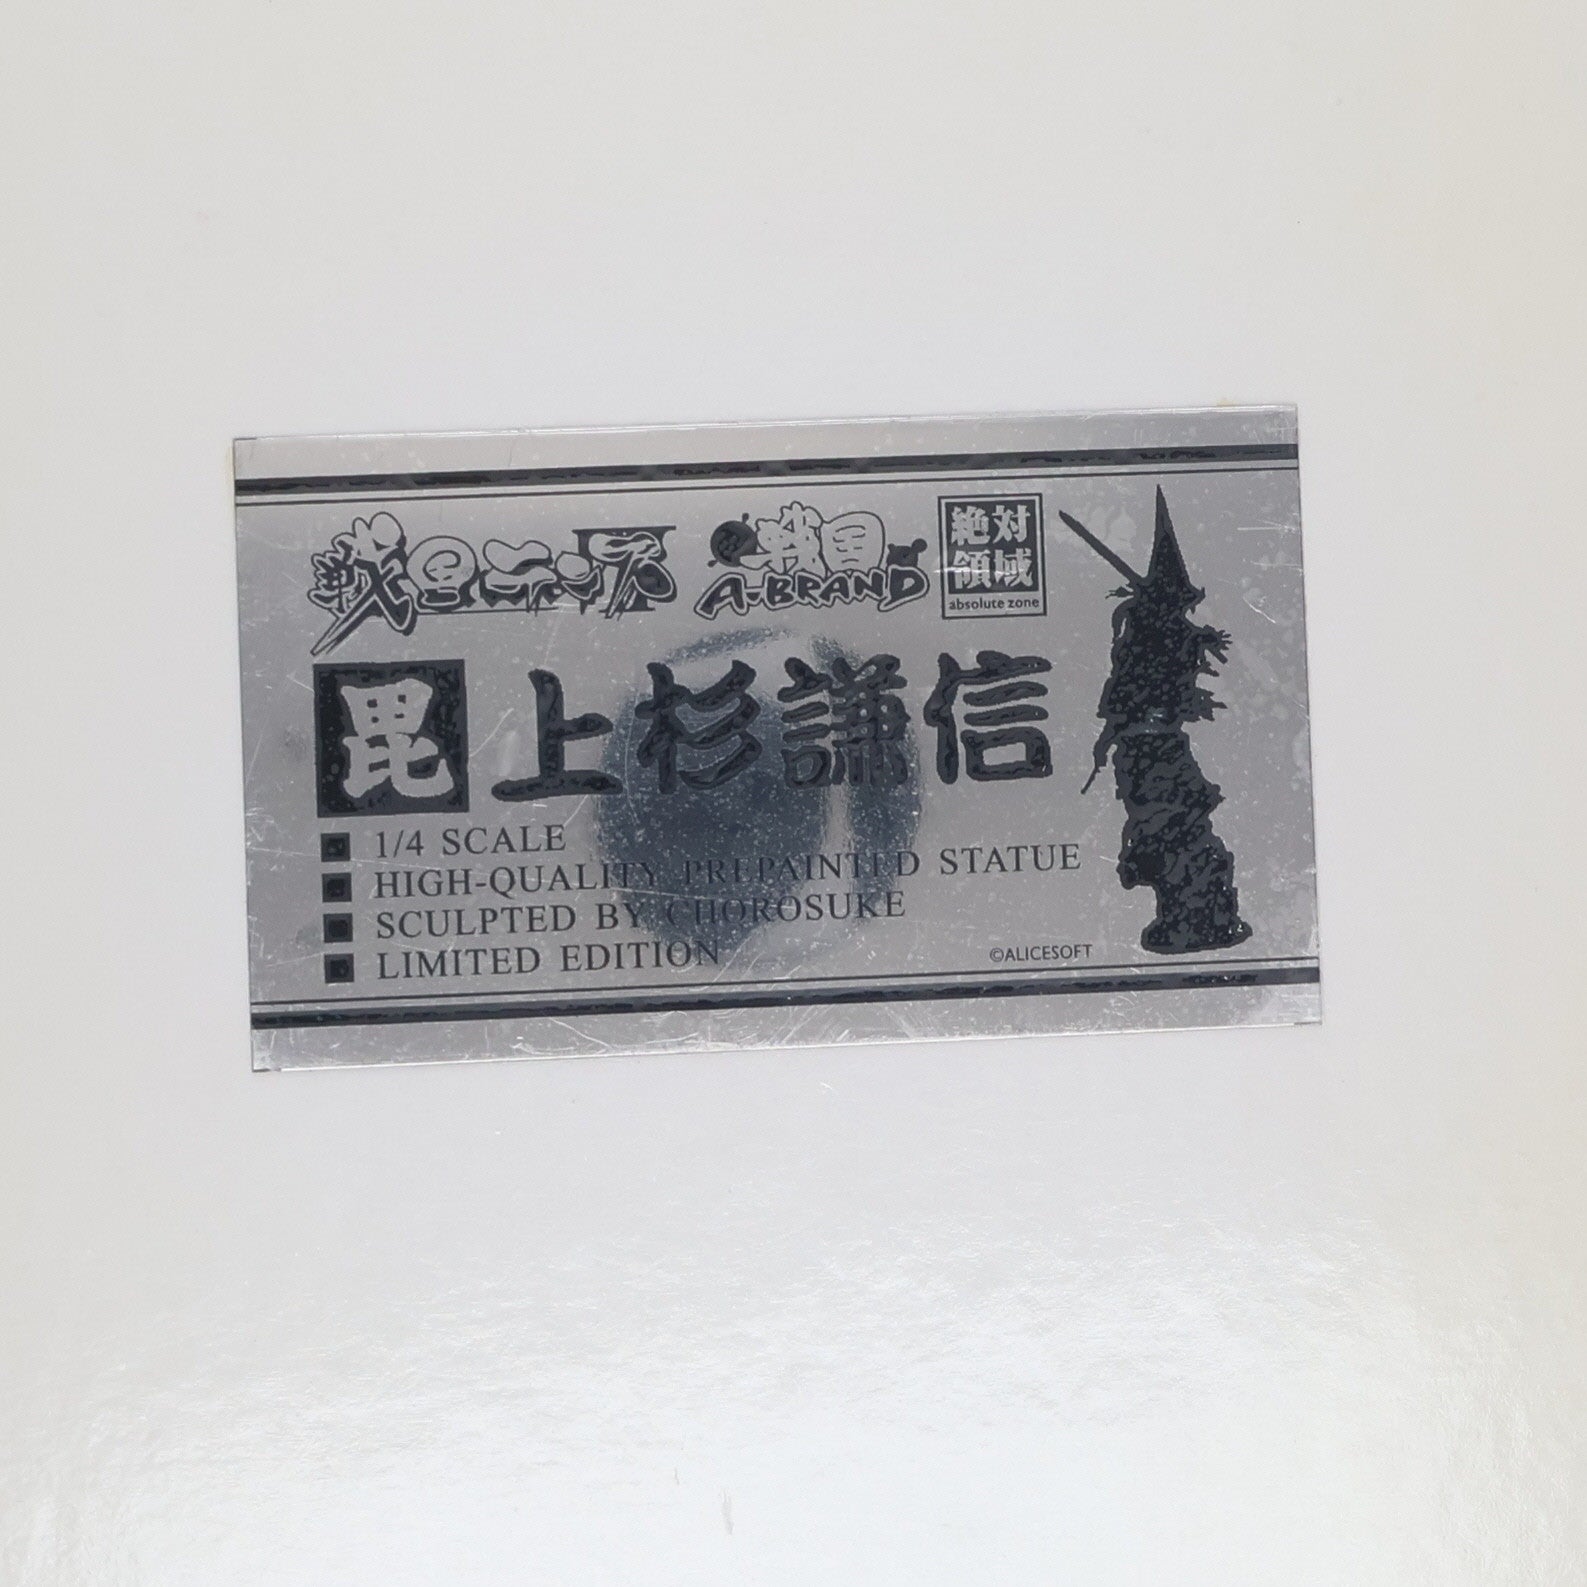 戦国ランス
戦国
A-BRAND
絶対
領域
absolute zone
毘 上杉謙信
1/4 SCALE
HIGH-QUALITY PREPAINTED STATUE
SCULPTED BY CHOROSUKE
LIMITED EDITION
©ALICESOFT